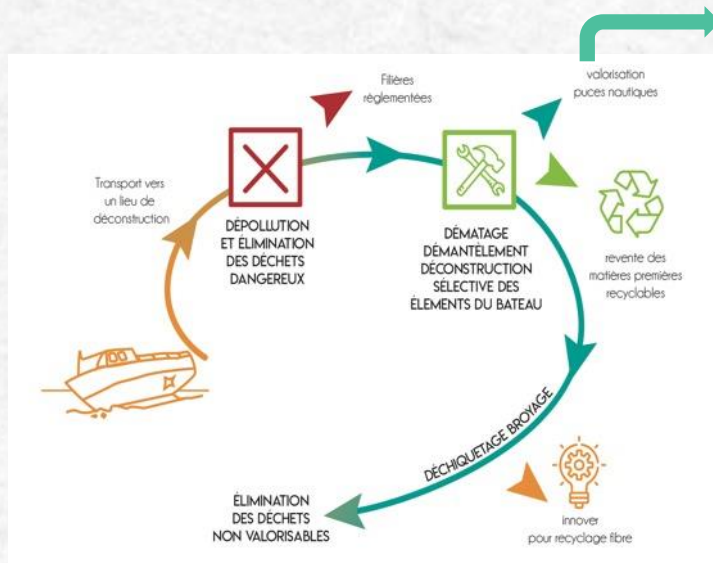 Transport vers
un lieu de
déconstruction
DÉPOLLUTION
ET ÉLIMINATION
DES DÉCHETS
DANGEREUX
Filières
règlementées
DÉMATAGE
DÉMANTÈLEMENT
DÉCONSTRUCTION
SÉLECTIVE DES
ÉLEMENTS DU BATEAU
valorisation
puces nautiques
revente des
matières premières
recyclables
DÉCHIQUETAGE BROYAGE
innover
pour recyclage fibre
ÉLIMINATION
DES DÉCHETS
NON VALORISABLES